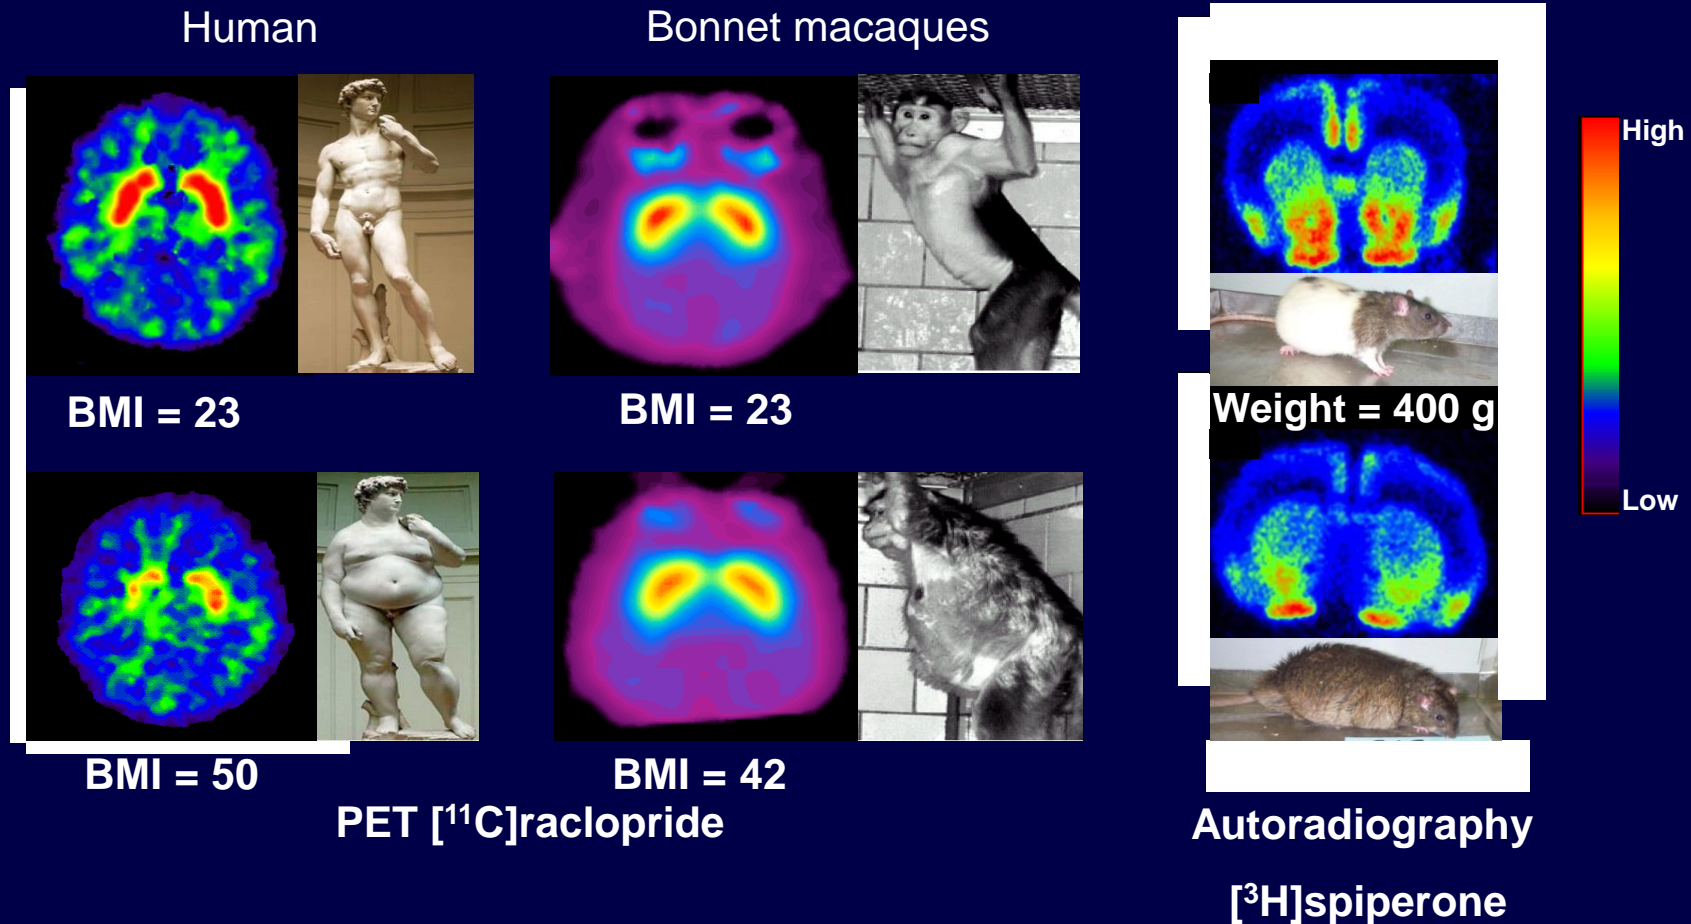 Human
Bonnet macaques
High
BMI = 23
BMI = 23
Weight = 400 g
Low
BMI = 50
BMI = 42
PET [¹¹C]raclopride
Autoradiography
[³H]spiperone